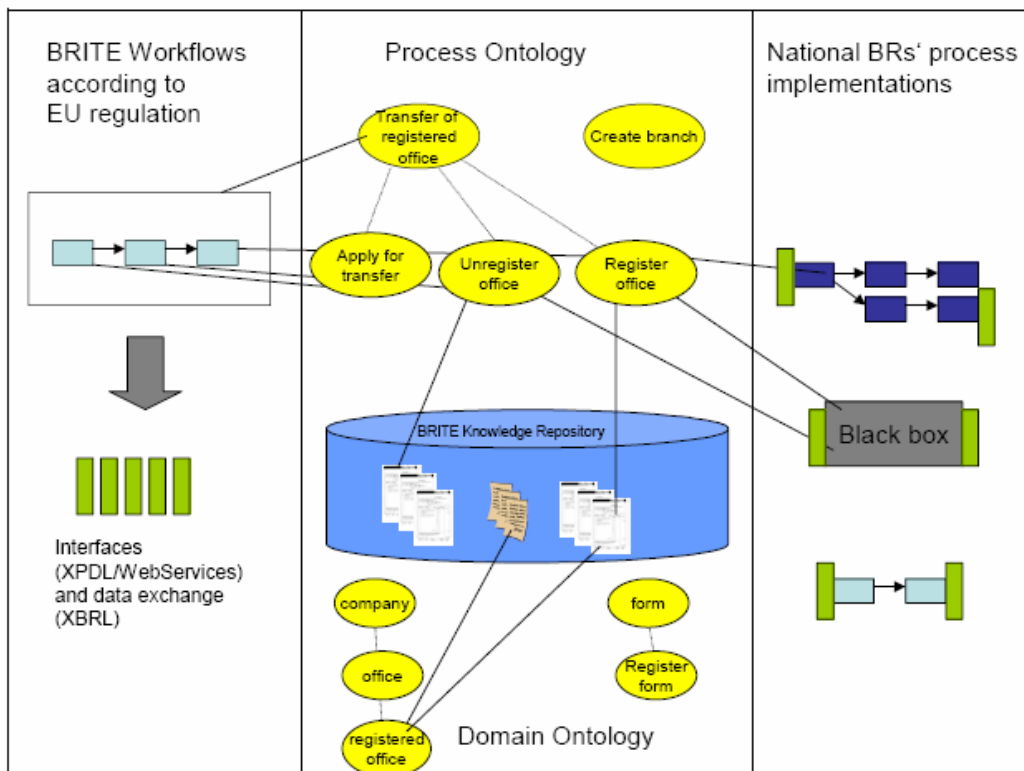 BRITE Workflows
according to
EU regulation
Process Ontology
National BRs‘ process
implementations
Transfer of
registered
office
Create branch
Apply for
transfer
Unregister
office
Register
office
BRITE Knowledge Repository
Black box
Interfaces
(XPDL/WebServices)
and data exchange
(XBRL)
company
form
office
Register
form
registered
office
Domain Ontology